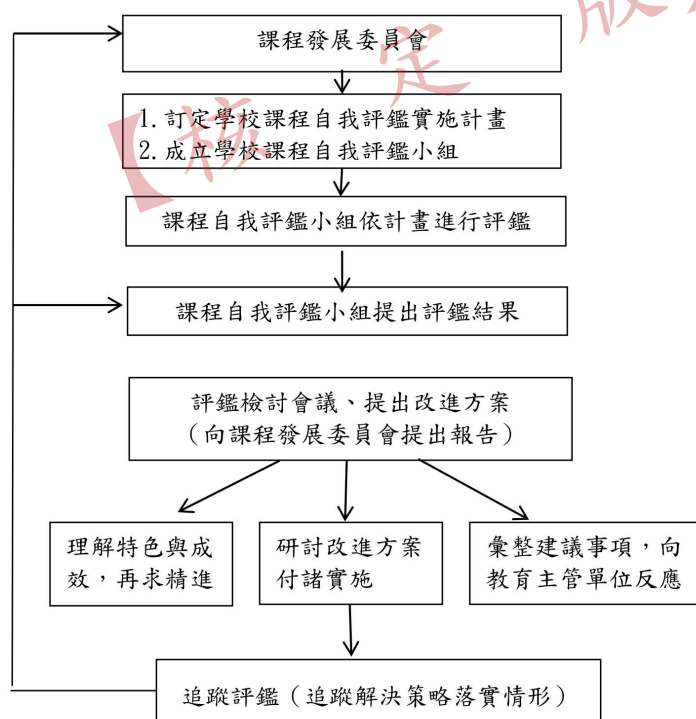 【核定版
課程發展委員會
1.訂定學校課程自我評鑑實施計畫
2.成立學校課程自我評鑑小組
課程自我評鑑小組依計畫進行評鑑
課程自我評鑑小組提出評鑑結果
評鑑檢討會議、提出改進方案
（向課程發展委員會提出報告）
理解特色與成
效，再求精進
研討改進方案
付諸實施
彙整建議事項，向
教育主管單位反應
追蹤評鑑（追蹤解決策略落實情形）